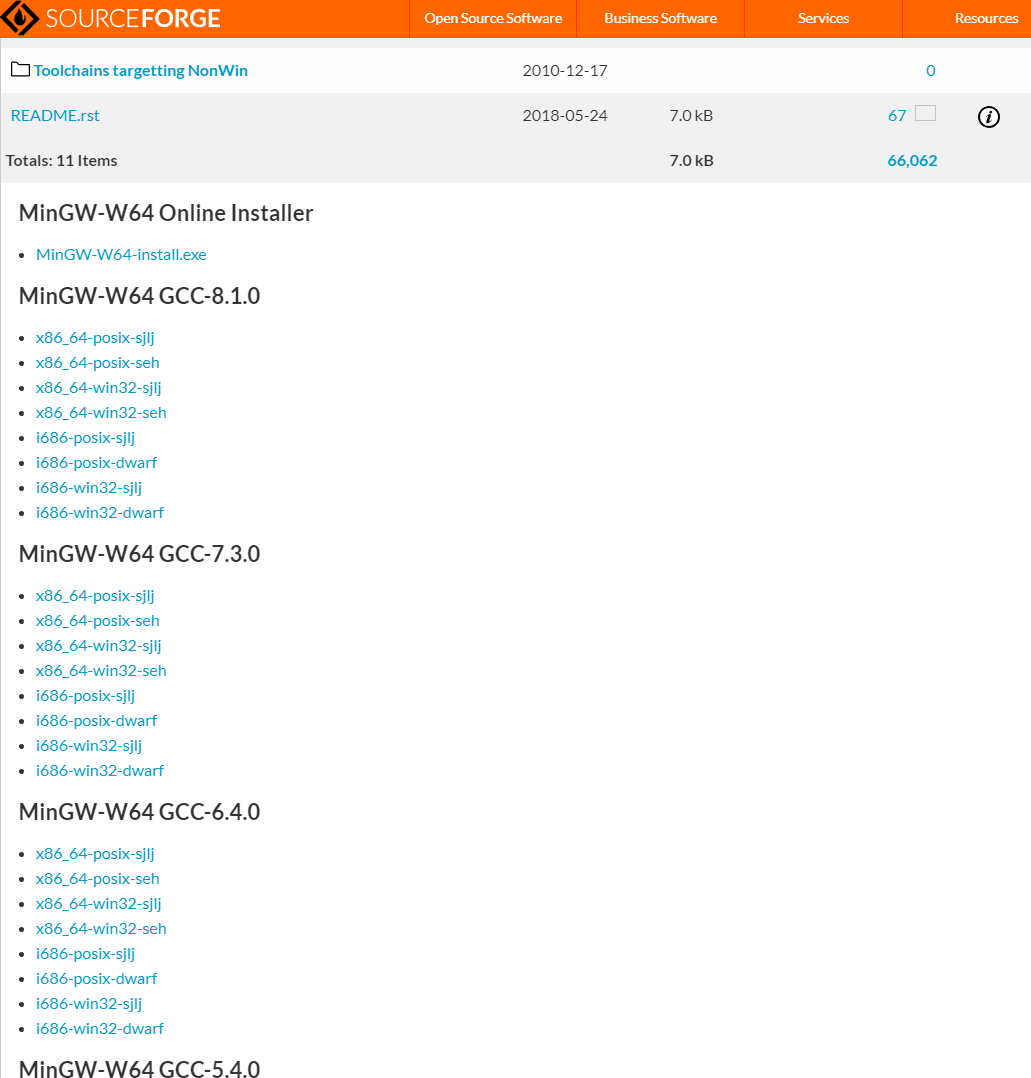 SOURCEFORGE Open Source Software Business Software Services Resources
Toolchains targetting NonWin 2010-12-17 0
README.rst 2018-05-24 7.0 kB 67 i
Totals: 11 Items 7.0 kB 66,062
MinGW-W64 Online Installer
MinGW-W64-install.exe
MinGW-W64 GCC-8.1.0
x86_64-posix-sjlj
x86_64-posix-seh
x86_64-win32-sjlj
x86_64-win32-seh
i686-posix-sjlj
i686-posix-dwarf
i686-win32-sjlj
i686-win32-dwarf
MinGW-W64 GCC-7.3.0
x86_64-posix-sjlj
x86_64-posix-seh
x86_64-win32-sjlj
x86_64-win32-seh
i686-posix-sjlj
i686-posix-dwarf
i686-win32-sjlj
i686-win32-dwarf
MinGW-W64 GCC-6.4.0
x86_64-posix-sjlj
x86_64-posix-seh
x86_64-win32-sjlj
x86_64-win32-seh
i686-posix-sjlj
i686-posix-dwarf
i686-win32-sjlj
i686-win32-dwarf
MinGW-W64 GCC-5.4.0